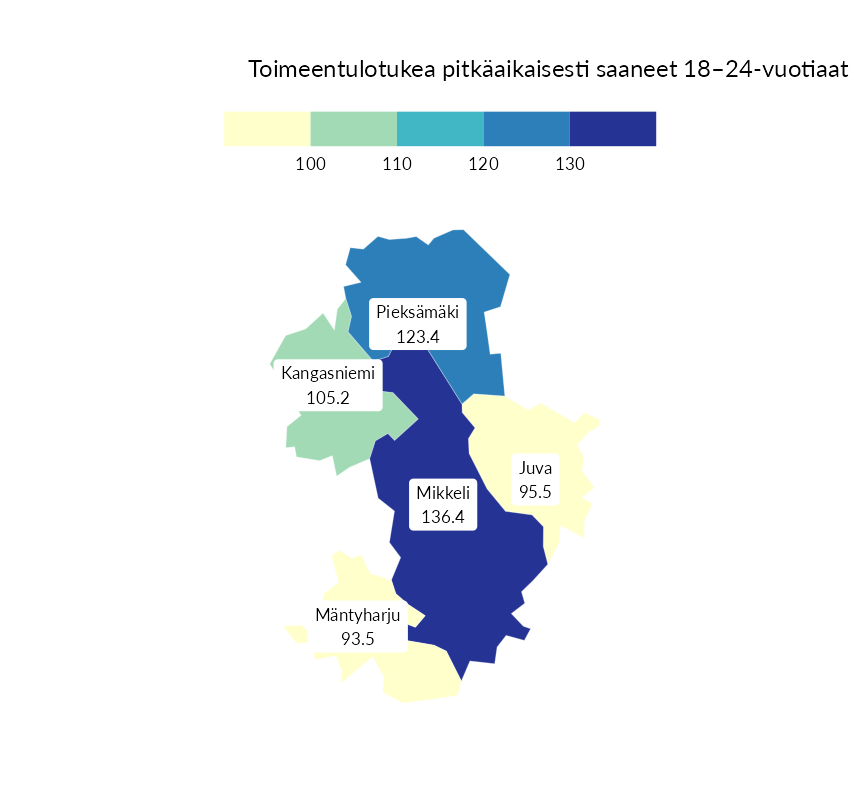 Toimeentulotukea pitkäaikaisesti saaneet 18–24-vuotiaat
100 110 120 130
Pieksämäki
123.4
Kangasniemi
105.2
Juva
95.5
Mikkeli
136.4
Mäntyharju
93.5